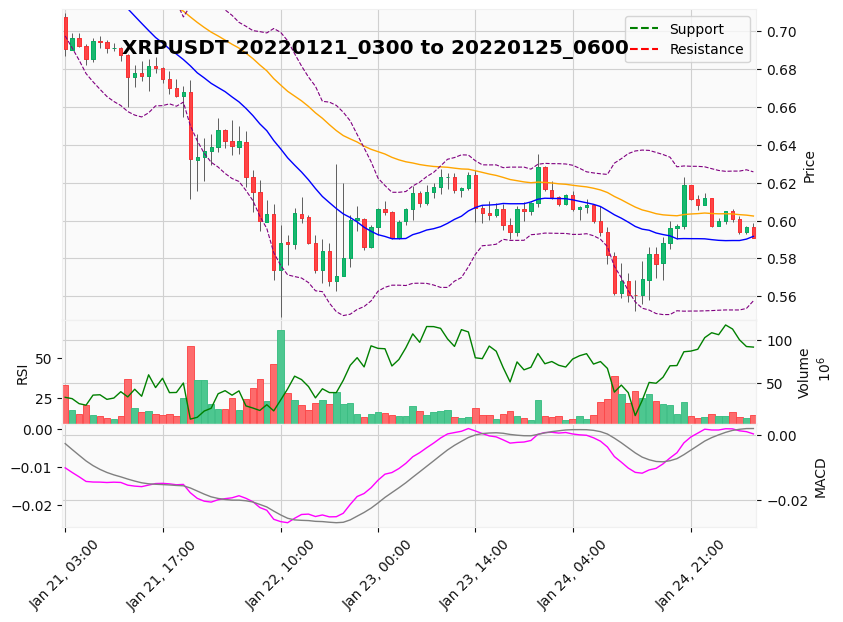 XRPUSDT 20220121_0300 to 20220125_0600
Support
Resistance
0.70
0.68
0.66
0.64
0.62
0.60
0.58
0.56
Price
50
25
RSI
100
50
Volume
10^6
0.00
−0.01
−0.02
0.00
−0.02
MACD
Jan 21, 03:00
Jan 21, 17:00
Jan 22, 10:00
Jan 23, 00:00
Jan 23, 14:00
Jan 24, 04:00
Jan 24, 21:00